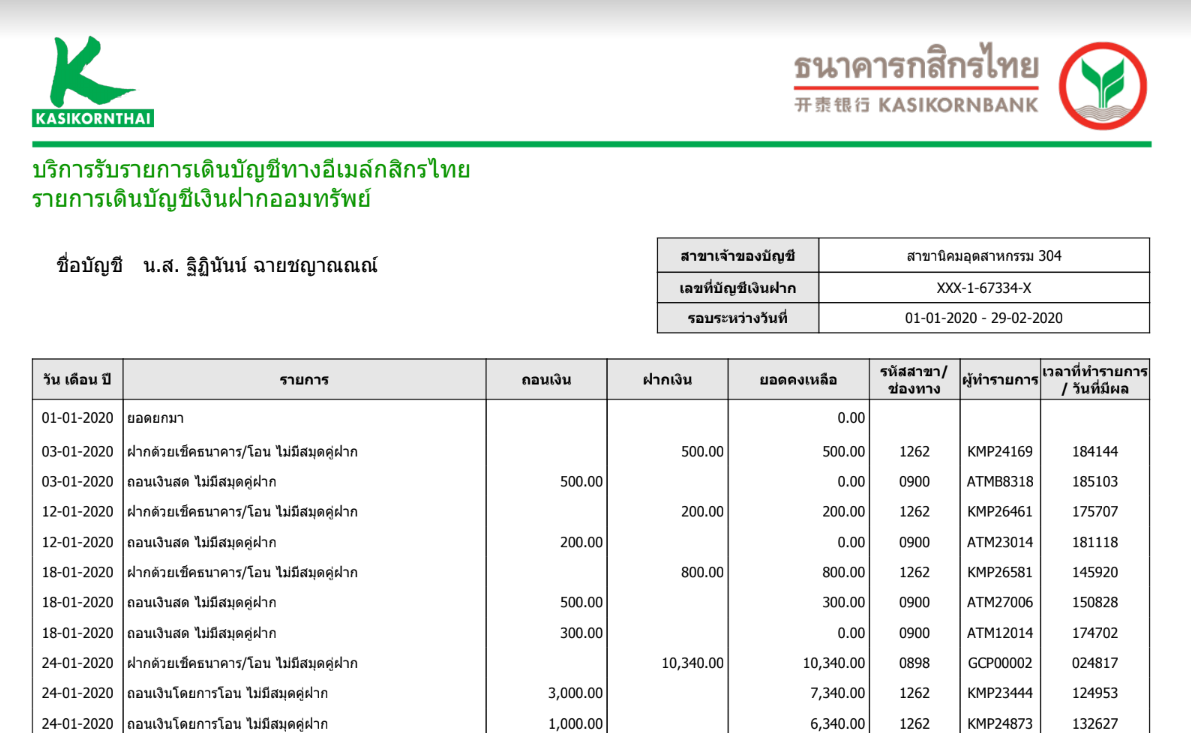 KASIKORNTHAI
ธนาคารกสิกรไทย
开泰银行 KASIKORNBANK
บริการรับรายการเดินบัญชีทางอีเมล์กสิกรไทย
รายการเดินบัญชีเงินฝากออมทรัพย์
ชื่อบัญชี น.ส. ฐิฏินันน์ ฉายชญาณณณ์
สาขาเจ้าของบัญชี สาขานิคมอุตสาหกรรม 304
เลขที่บัญชีเงินฝาก XXX-1-67334-X
รอบระหว่างวันที่ 01-01-2020 - 29-02-2020
วัน เดือน ปี รายการ ถอนเงิน ฝากเงิน ยอดคงเหลือ รหัสสาขา/ ช่องทาง ผู้ทำรายการ เวลาที่ทำรายการ / วันที่มีผล
01-01-2020 ยอดยกมา 0.00
03-01-2020 ฝากด้วยเช็คธนาคาร/โอน ไม่มีสมุดคู่ฝาก 500.00 500.00 1262 KMP24169 184144
03-01-2020 ถอนเงินสด ไม่มีสมุดคู่ฝาก 500.00 0.00 0900 ATMB8318 185103
12-01-2020 ฝากด้วยเช็คธนาคาร/โอน ไม่มีสมุดคู่ฝาก 200.00 200.00 1262 KMP26461 175707
12-01-2020 ถอนเงินสด ไม่มีสมุดคู่ฝาก 200.00 0.00 0900 ATM23014 181118
18-01-2020 ฝากด้วยเช็คธนาคาร/โอน ไม่มีสมุดคู่ฝาก 800.00 800.00 1262 KMP26581 145920
18-01-2020 ถอนเงินสด ไม่มีสมุดคู่ฝาก 500.00 300.00 0900 ATM27006 150828
18-01-2020 ถอนเงินสด ไม่มีสมุดคู่ฝาก 300.00 0.00 0900 ATM12014 174702
24-01-2020 ฝากด้วยเช็คธนาคาร/โอน ไม่มีสมุดคู่ฝาก 10,340.00 10,340.00 0898 GCP00002 024817
24-01-2020 ถอนเงินโดยการโอน ไม่มีสมุดคู่ฝาก 3,000.00 7,340.00 1262 KMP23444 124953
24-01-2020 ถอนเงินโดยการโอน ไม่มีสมุดคู่ฝาก 1,000.00 6,340.00 1262 KMP24873 132627